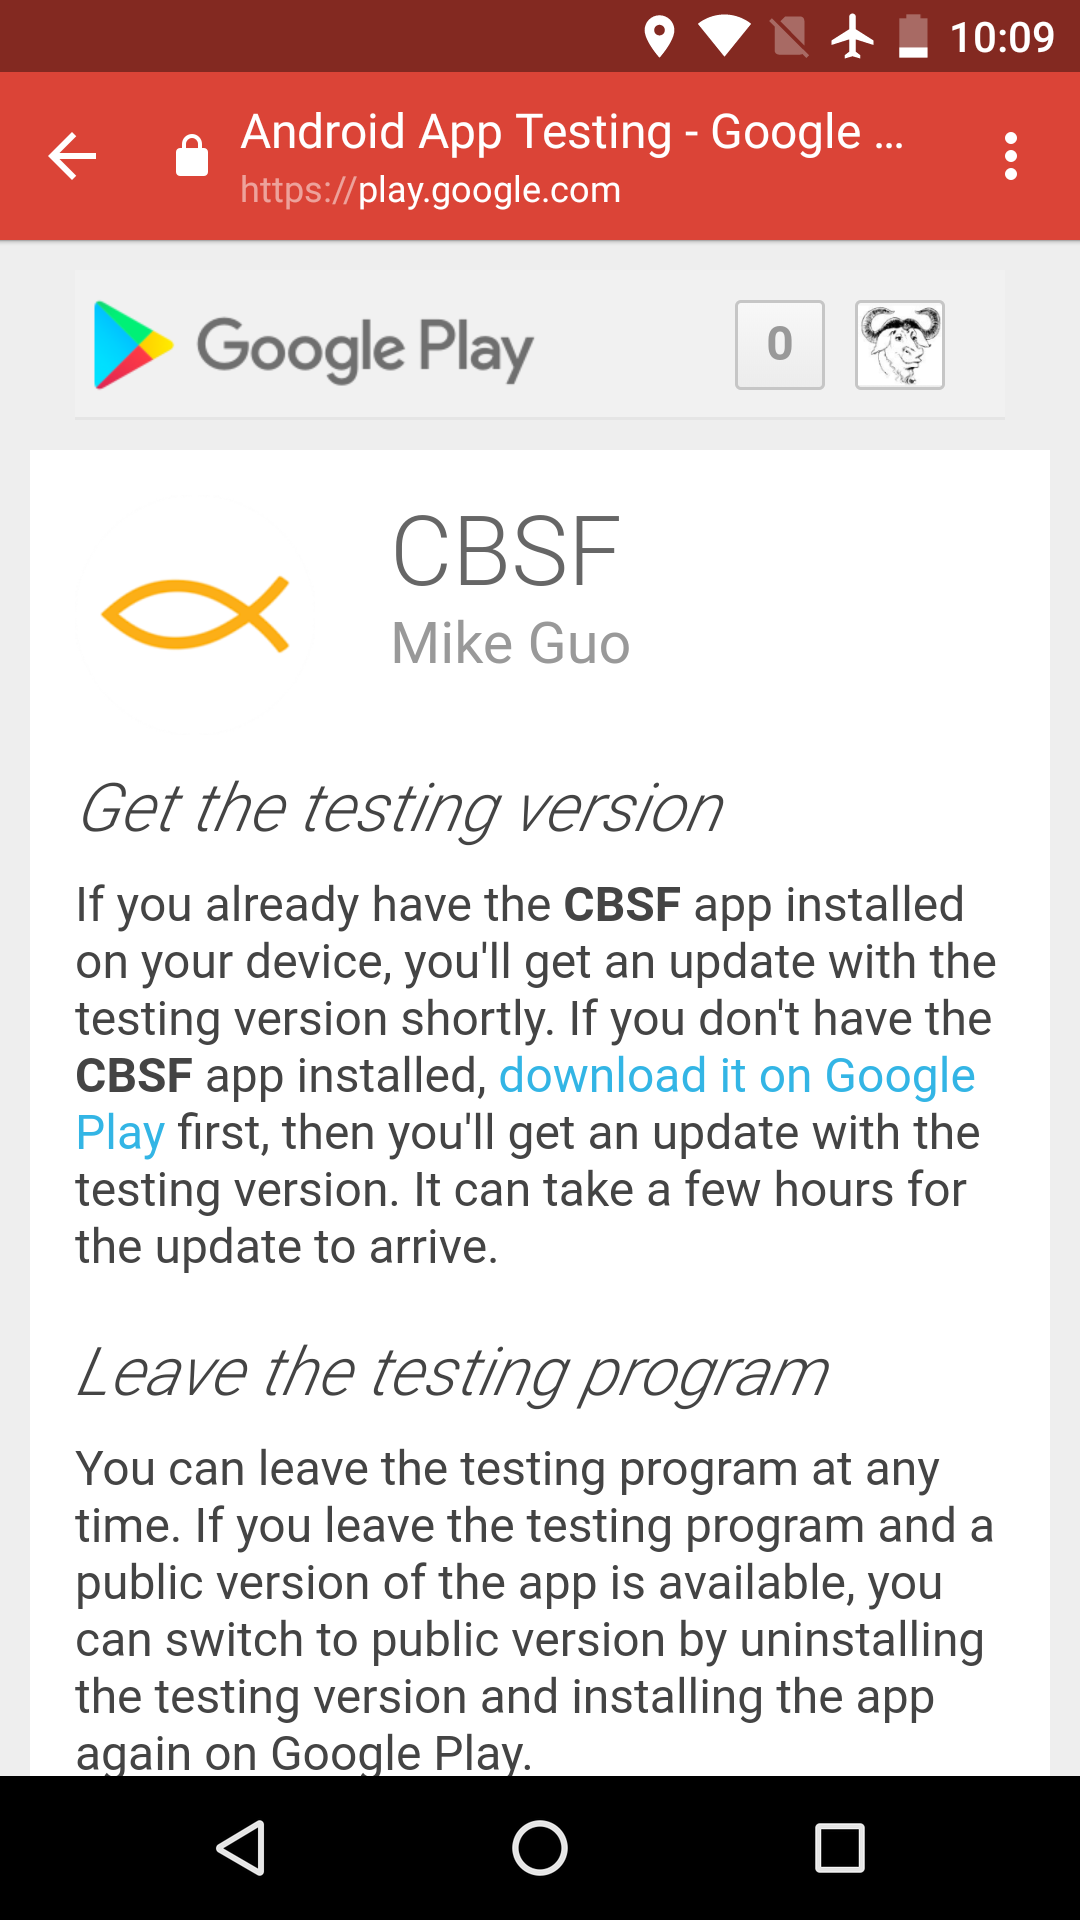 10:09
Android App Testing - Google ...
https://play.google.com
Google Play
0
CBSF
Mike Guo
Get the testing version
If you already have the CBSF app installed
on your device, you'll get an update with the
testing version shortly. If you don't have the
CBSF app installed, download it on Google
Play first, then you'll get an update with the
testing version. It can take a few hours for
the update to arrive.
Leave the testing program
You can leave the testing program at any
time. If you leave the testing program and a
public version of the app is available, you
can switch to public version by uninstalling
the testing version and installing the app
again on Google Play.